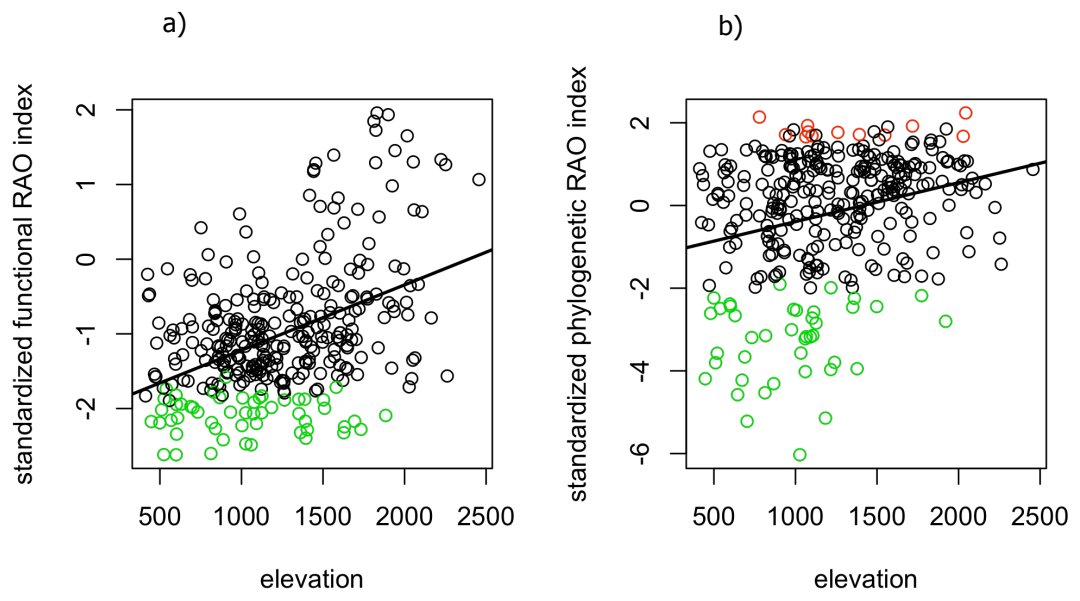 a)
b)
standardized functional RAO index
2
1
0
-1
-2
500 1000 1500 2000 2500
elevation
standardized phylogenetic RAO index
2
0
-2
-4
-6
500 1000 1500 2000 2500
elevation